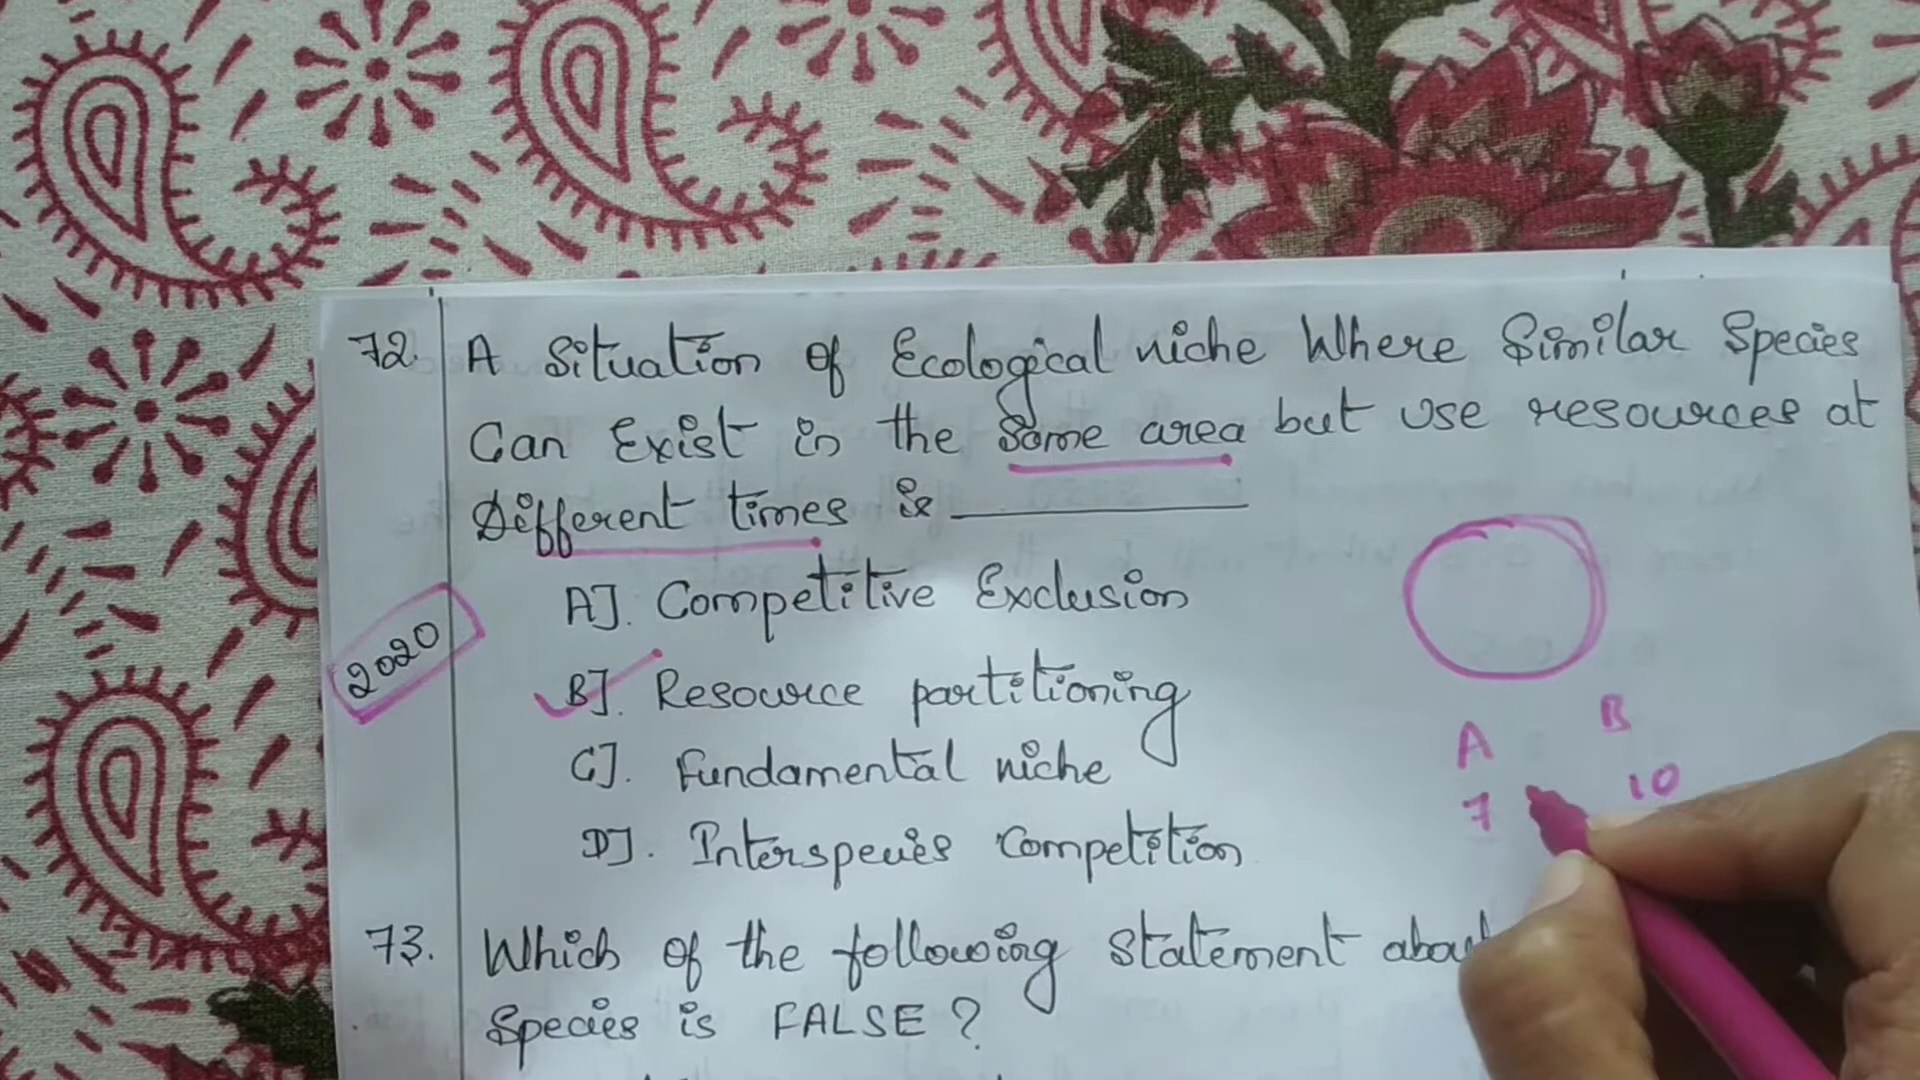 72. A Situation of Ecological niche Where Similar Species
Can Exist in the Same area but use resources at
Different times is
2020
A]. Competitive Exclusion
B]. Resource partitioning
C]. Fundamental niche
D]. Interspecies Competition
A B
7 10
73. Which of the following Statement about
Species is FALSE?